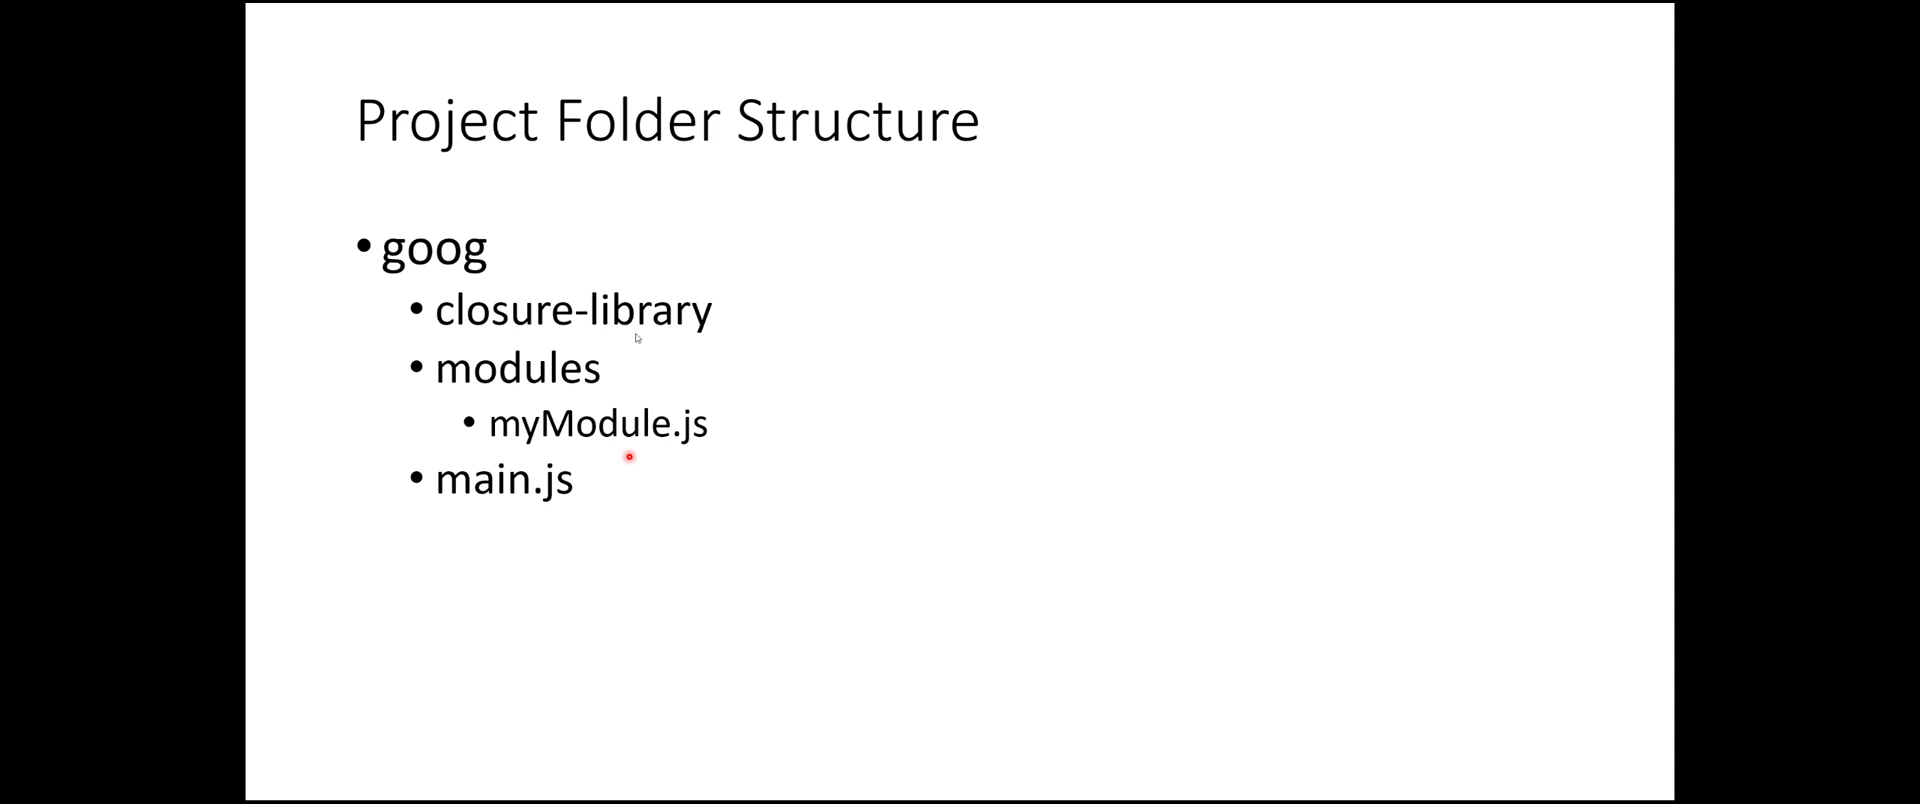 Project Folder Structure
• goog
• closure-library
• modules
• myModule.js
• main.js